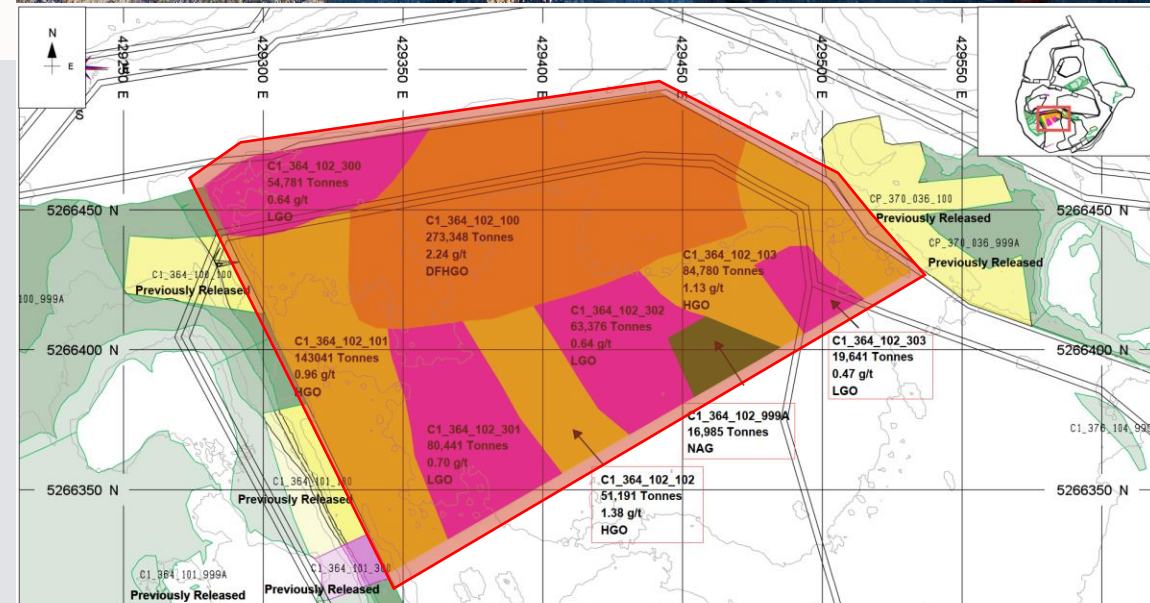 N
E
S
429250 E
429300 E
429350 E
429400 E
429450 E
429500 E
429550 E
C1_364_102_300
54,781 Tonnes
0.64 g/t
LGO
5266450 N
5266450 N
CP_370_036_100
Previously Released
C1_364_102_100
273,348 Tonnes
2.24 g/t
DFHGO
CP_370_036_999A
Previously Released
C1_364_102_103
84,780 Tonnes
1.13 g/t
HGO
C1_364_100_100
Previously Released
100_999A
C1_364_102_302
63,376 Tonnes
0.64 g/t
LGO
C1_364_102_101
143041 Tonnes
0.96 g/t
HGO
5266400 N
5266400 N
C1_364_102_303
19,641 Tonnes
0.47 g/t
LGO
C1_364_102_999A
16,985 Tonnes
NAG
C1_364_102_301
80,441 Tonnes
0.70 g/t
LGO
C1_376_104_995
C1_364_102_102
51,191 Tonnes
1.38 g/t
HGO
Previously Released
5266350 N
5266350 N
C1_364_101_999A
Previously Released
Previously Released